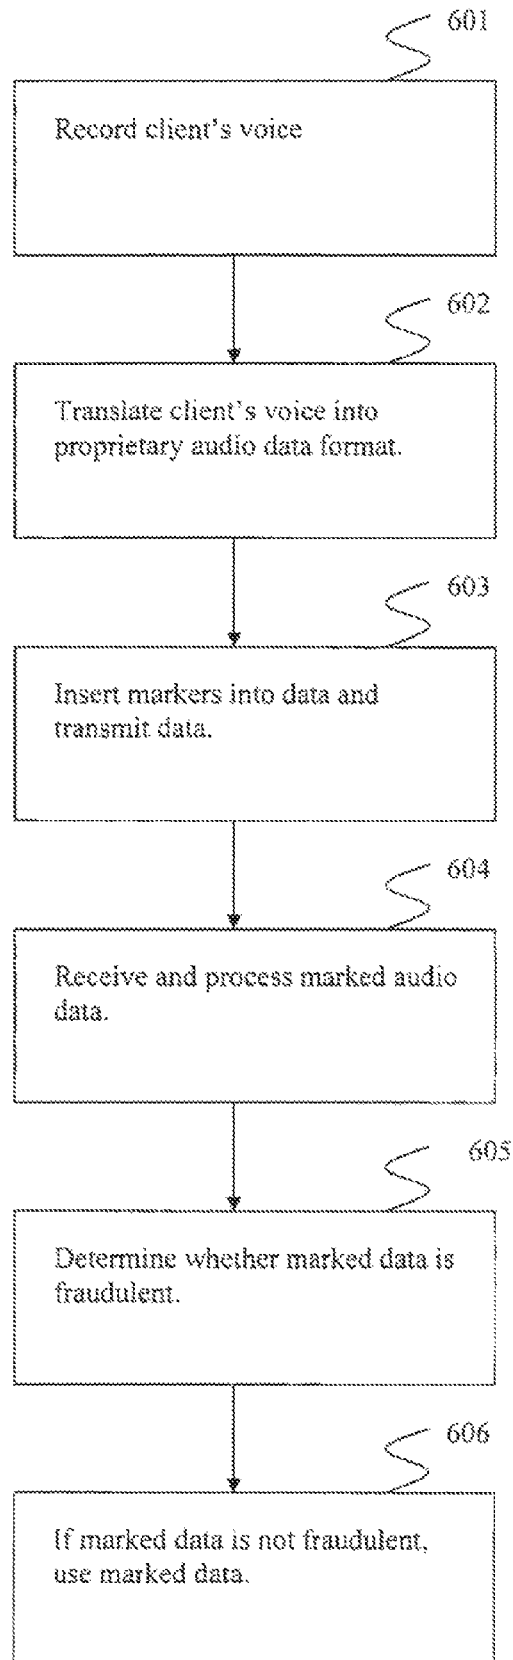 601
Record client's voice
602
Translate client's voice into
proprietary audio data format.
603
Insert markers into data and
transmit data.
604
Receive and process marked audio
data.
605
Determine whether marked data is
fraudulent.
606
If marked data is not fraudulent,
use marked data.